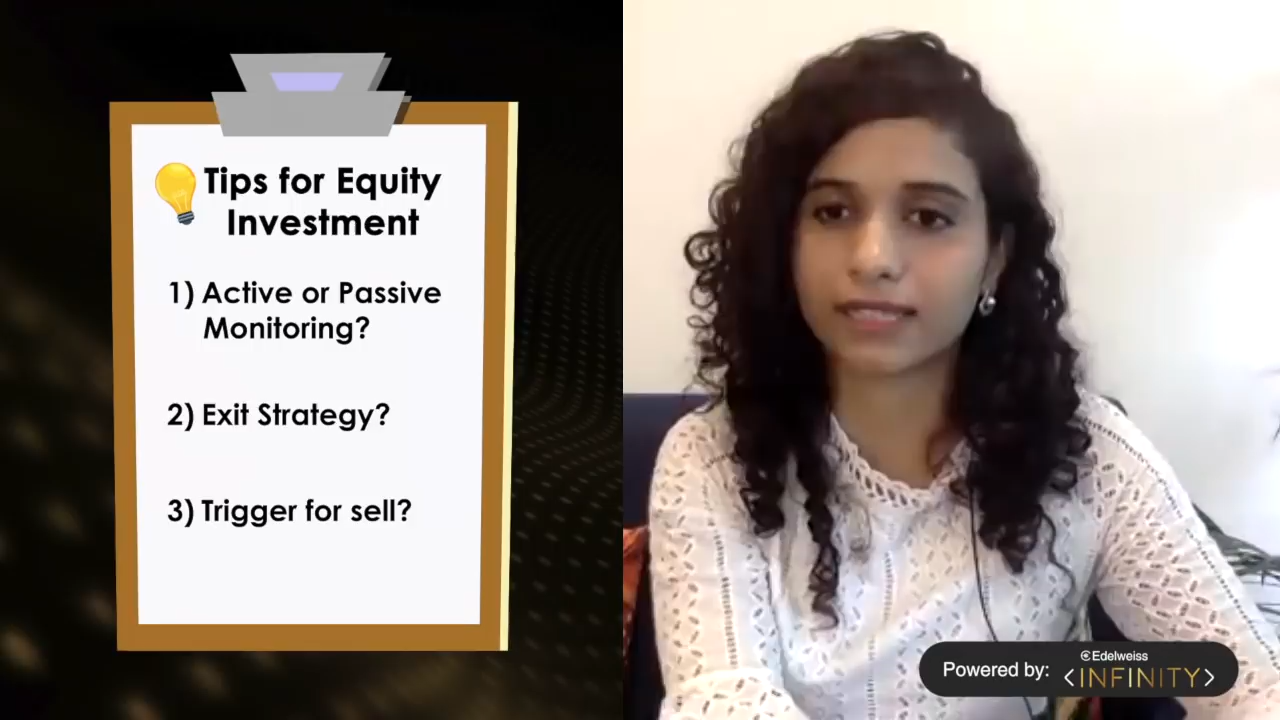 Tips for Equity
Investment
1) Active or Passive
Monitoring?
2) Exit Strategy?
3) Trigger for sell?
Powered by:
Edelweiss
<INFINITY>